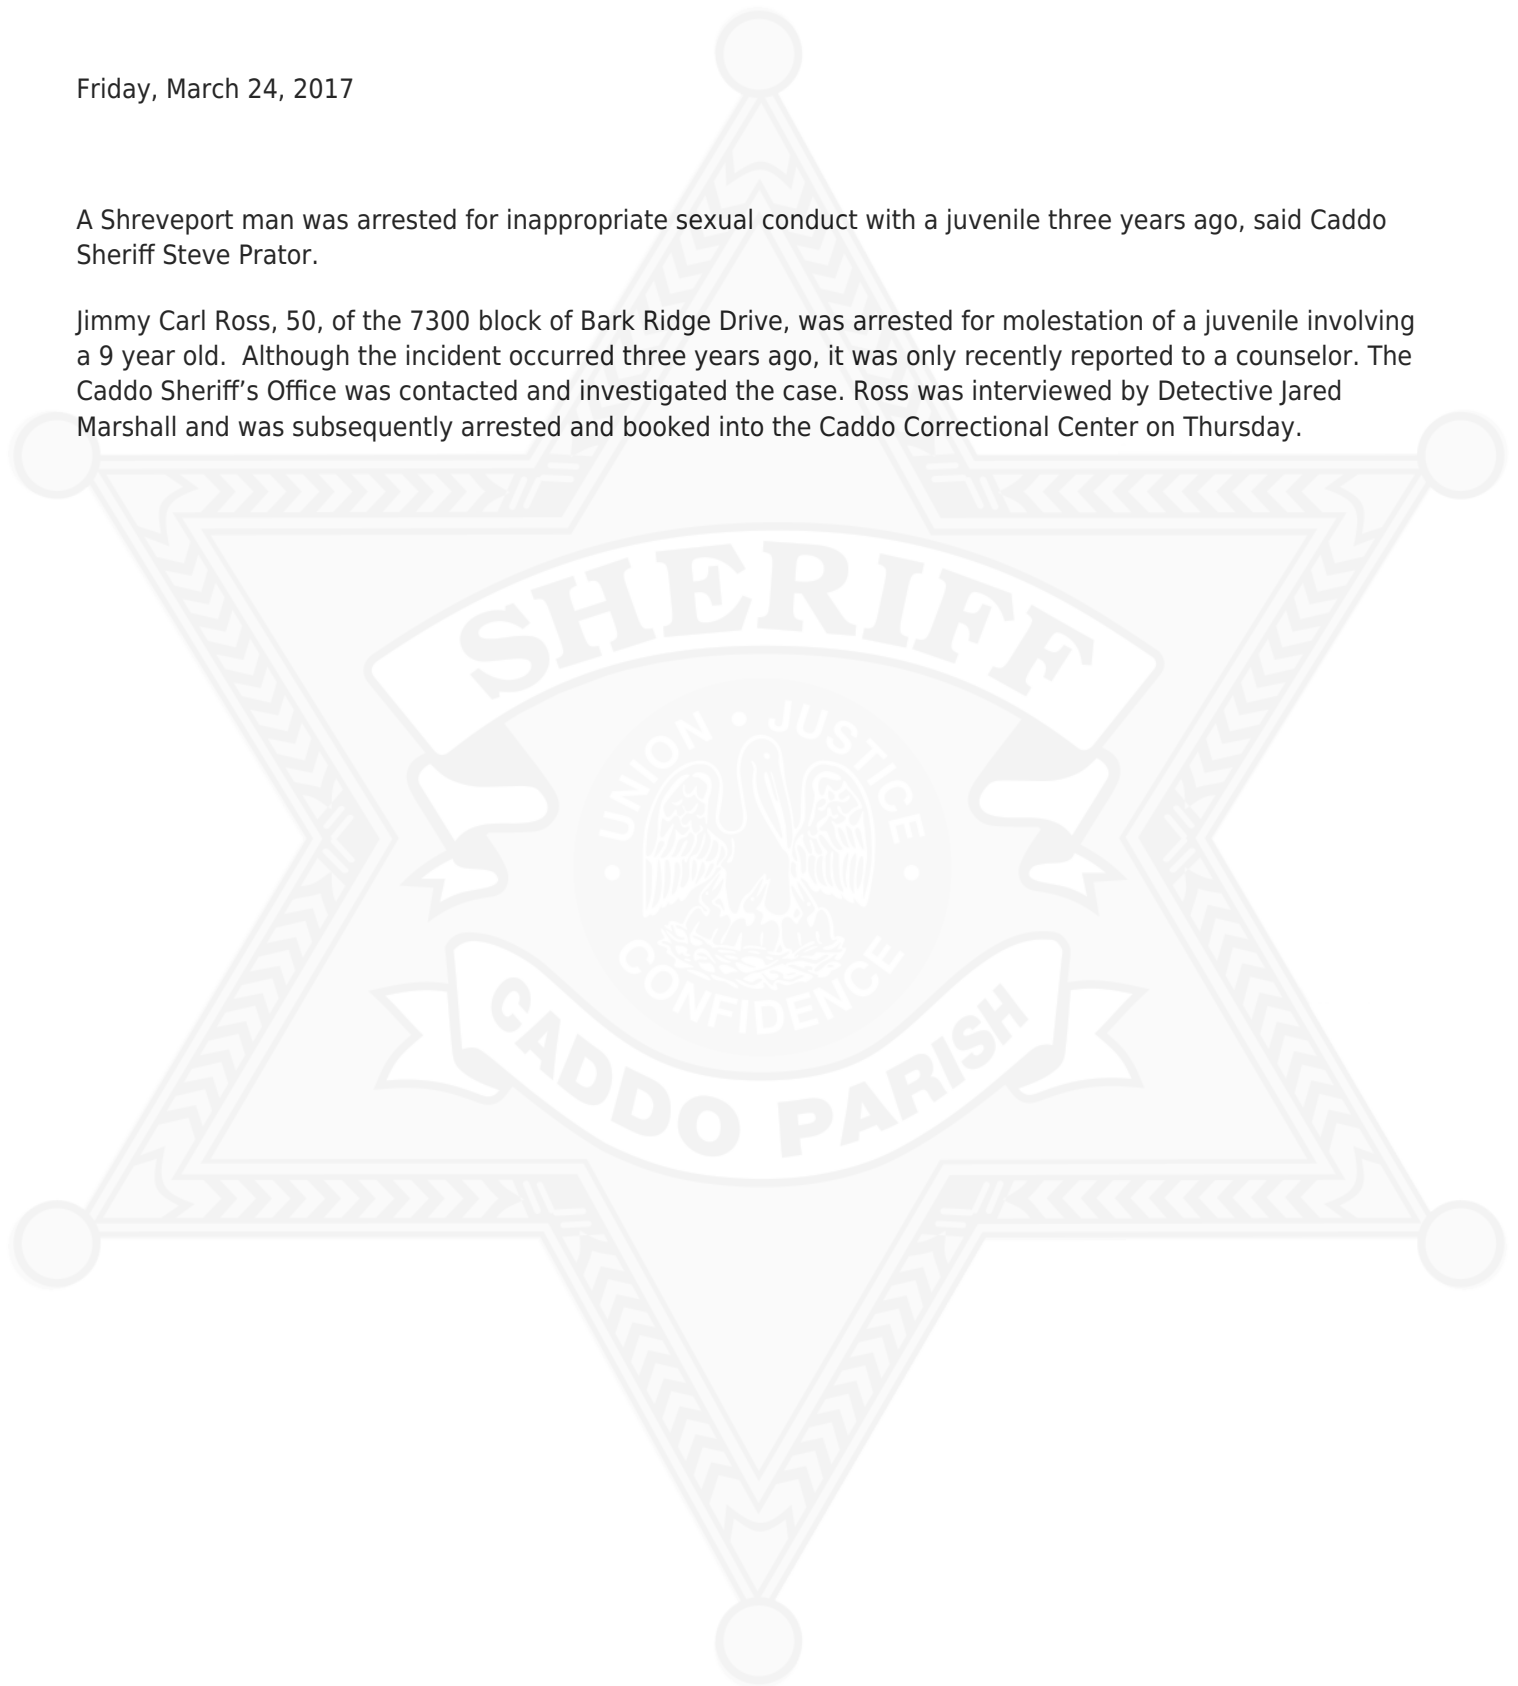 Friday, March 24, 2017
A Shreveport man was arrested for inappropriate sexual conduct with a juvenile three years ago, said Caddo
Sheriff Steve Prator.
Jimmy Carl Ross, 50, of the 7300 block of Bark Ridge Drive, was arrested for molestation of a juvenile involving
a 9 year old.  Although the incident occurred three years ago, it was only recently reported to a counselor. The
Caddo Sheriff’s Office was contacted and investigated the case. Ross was interviewed by Detective Jared
Marshall and was subsequently arrested and booked into the Caddo Correctional Center on Thursday.
SHERIFF
UNION • JUSTICE •
• CONFIDENCE
CADDO PARISH